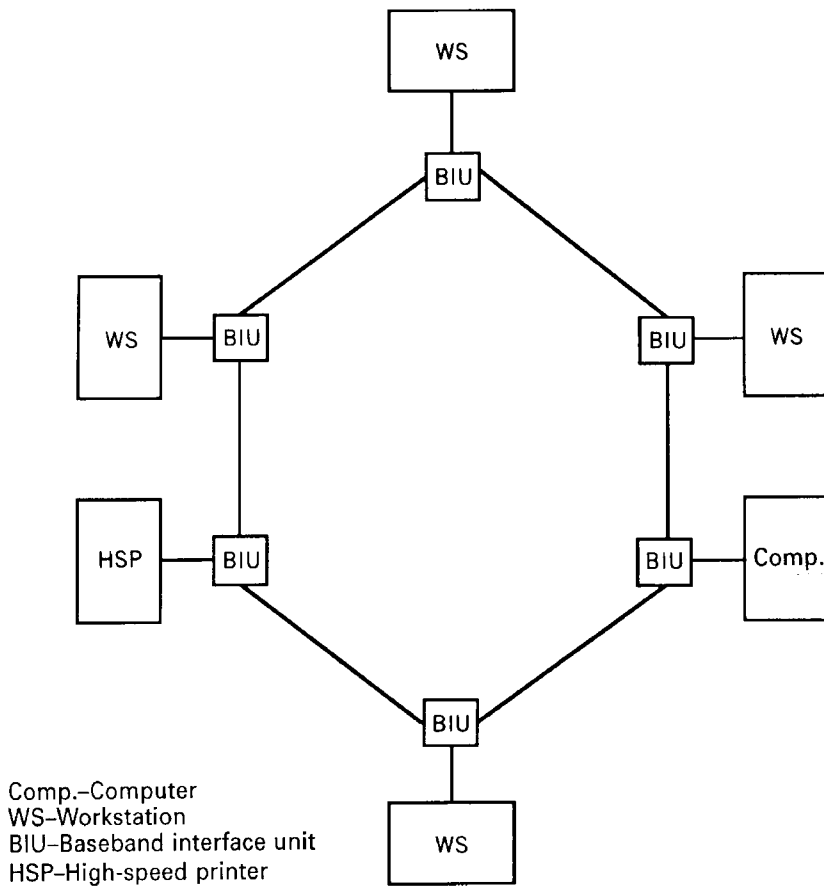 WS
BIU
WS
BIU
BIU
WS
HSP
BIU
BIU
Comp.
BIU
WS
Comp.–Computer
WS–Workstation
BIU–Baseband interface unit
HSP–High-speed printer